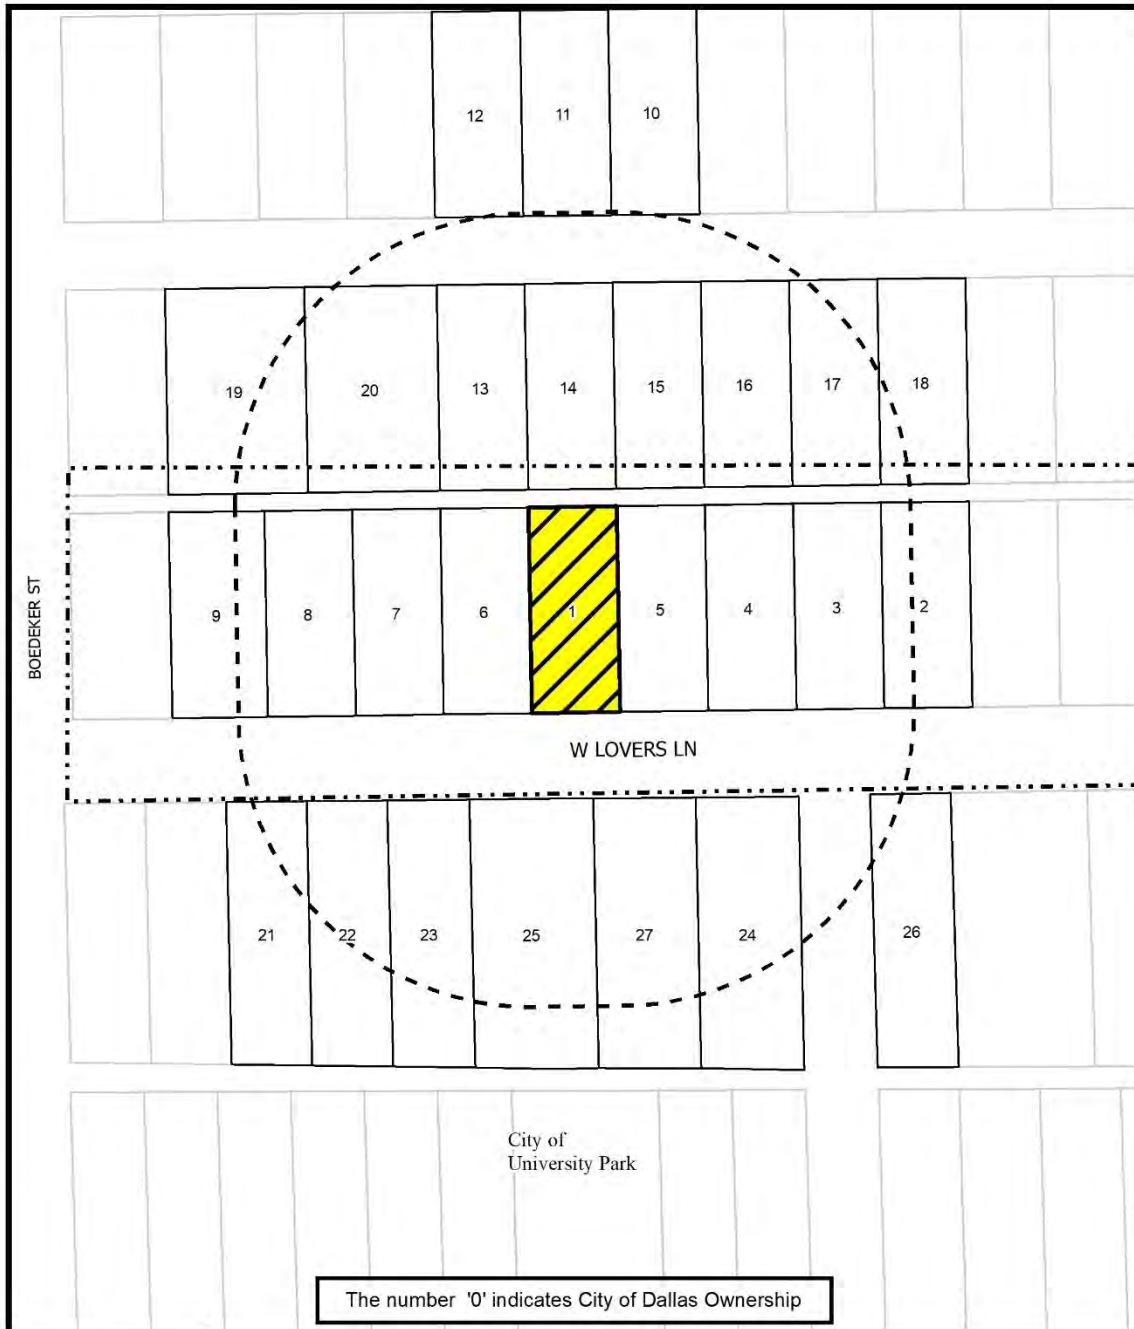 12 11 10
19 20 13 14 15 16 17 18
BOEDEKER ST
9 8 7 6 1 5 4 3 2
W LOVERS LN
21 22 23 25 27 24 26
City of
University Park
The number '0' indicates City of Dallas Ownership